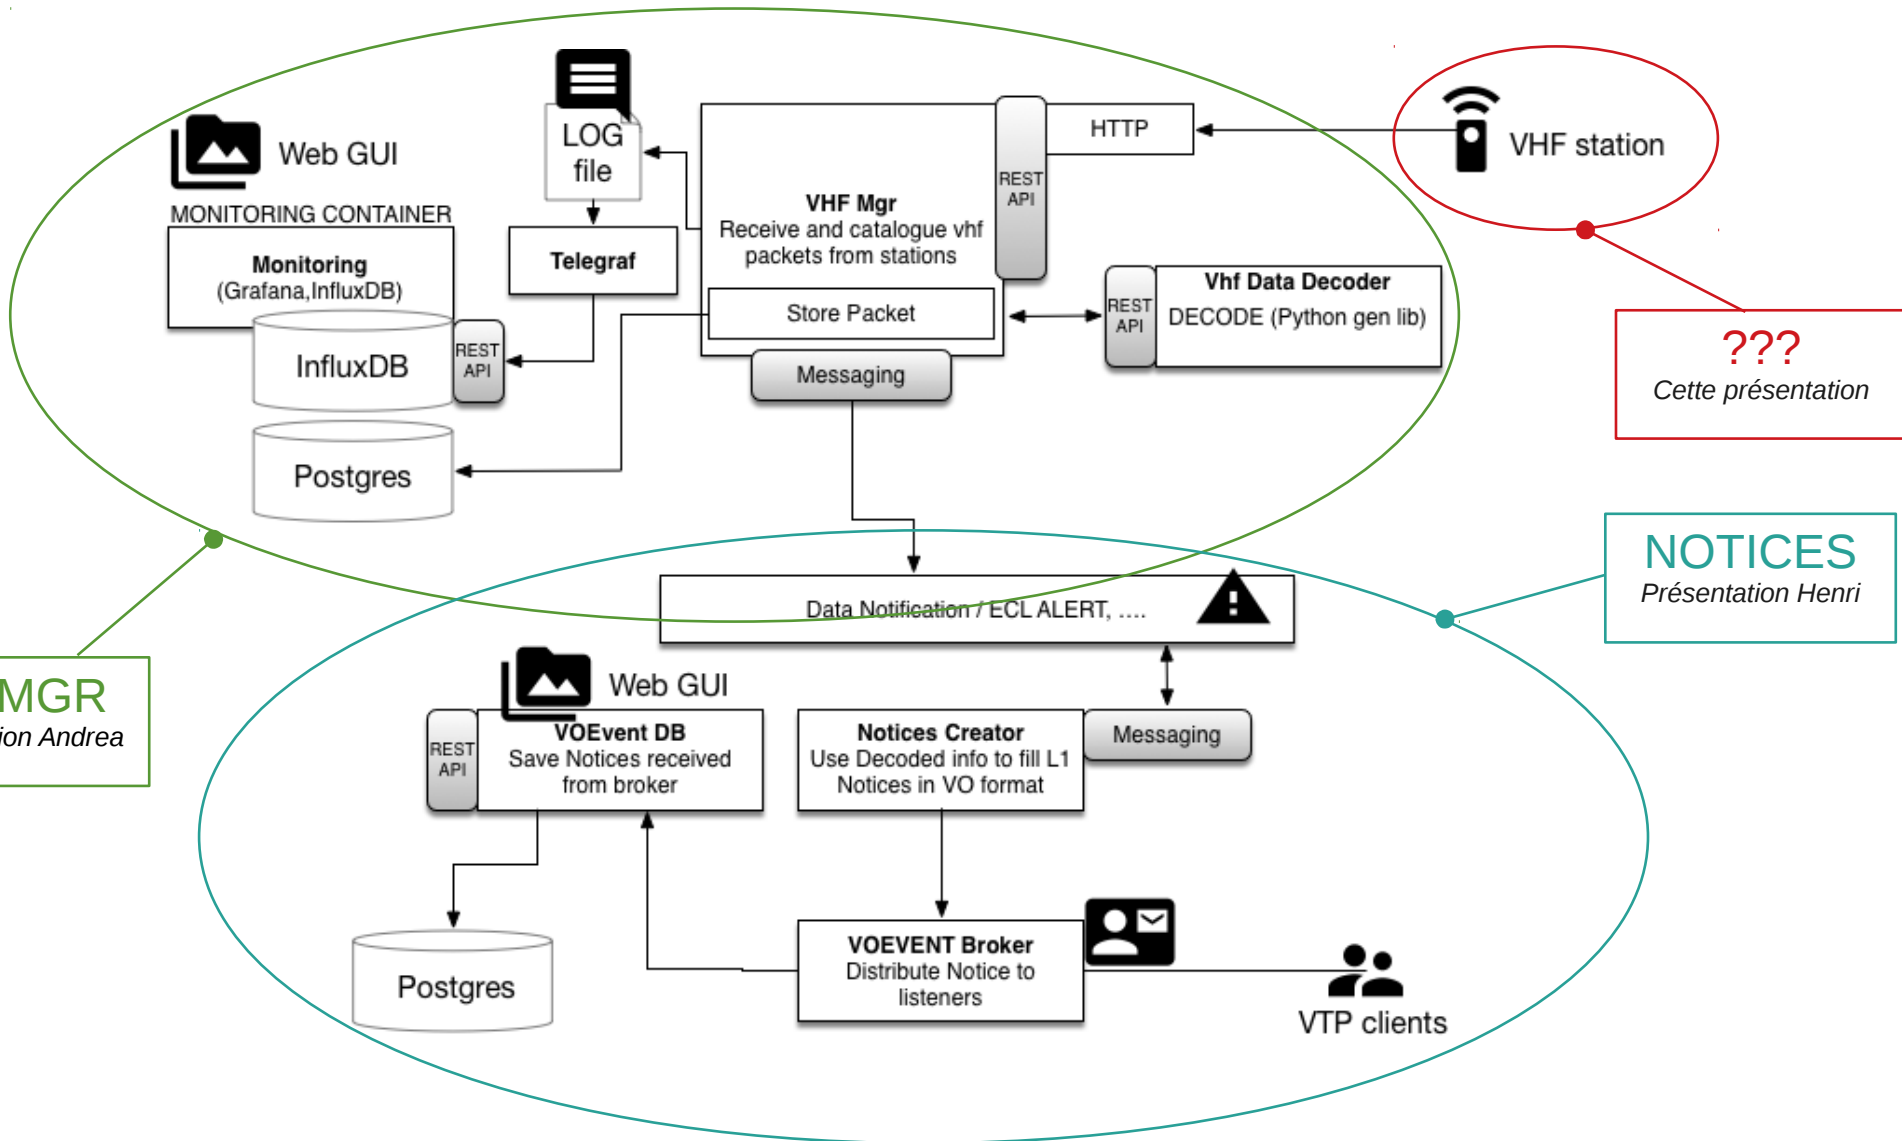 LOG
file
Web GUI
MONITORING CONTAINER
Monitoring
(Grafana,InfluxDB)
InfluxDB
REST
API
Postgres
Telegraf
VHF Mgr
Receive and catalogue vhf
packets from stations
Store Packet
Messaging
REST
API
HTTP
VHF station
REST
API
Vhf Data Decoder
DECODE (Python gen lib)
???
Cette présentation
NOTICES
Présentation Henri
MGR
ion Andrea
Data Notification / ECL ALERT, ....
Web GUI
REST
API
VOEvent DB
Save Notices received
from broker
Notices Creator
Use Decoded info to fill L1
Notices in VO format
Messaging
Postgres
VOEVENT Broker
Distribute Notice to
listeners
VTP clients